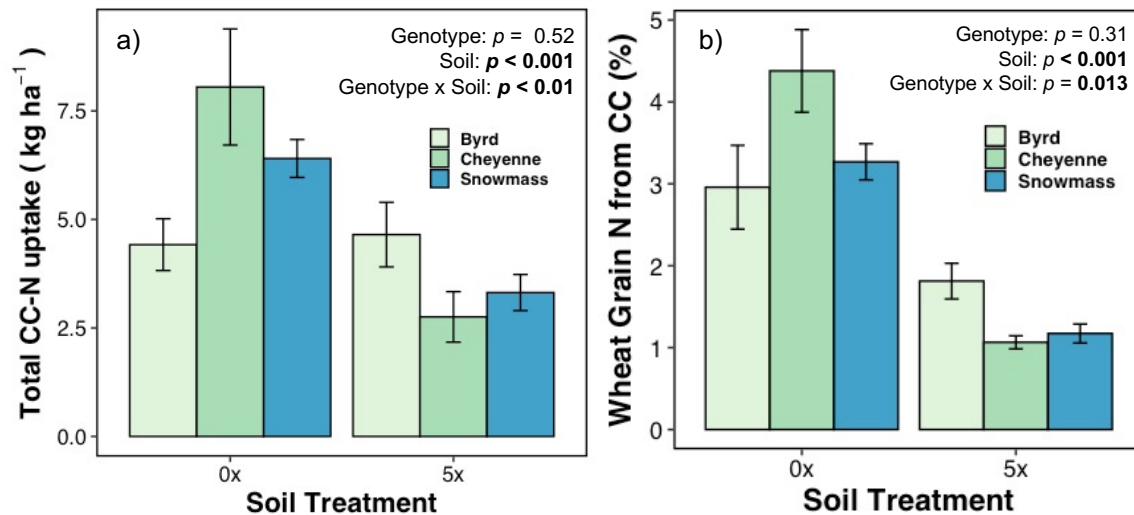 a)
Genotype: p = 0.52
Soil: p < 0.001
Genotype x Soil: p < 0.01
Byrd
Cheyenne
Snowmass
Total CC-N uptake ( kg ha⁻¹ )
7.5
5.0
2.5
0.0
0x
5x
Soil Treatment
b)
Genotype: p = 0.31
Soil: p < 0.001
Genotype x Soil: p = 0.013
Byrd
Cheyenne
Snowmass
Wheat Grain N from CC (%)
5
4
3
2
1
0
0x
5x
Soil Treatment